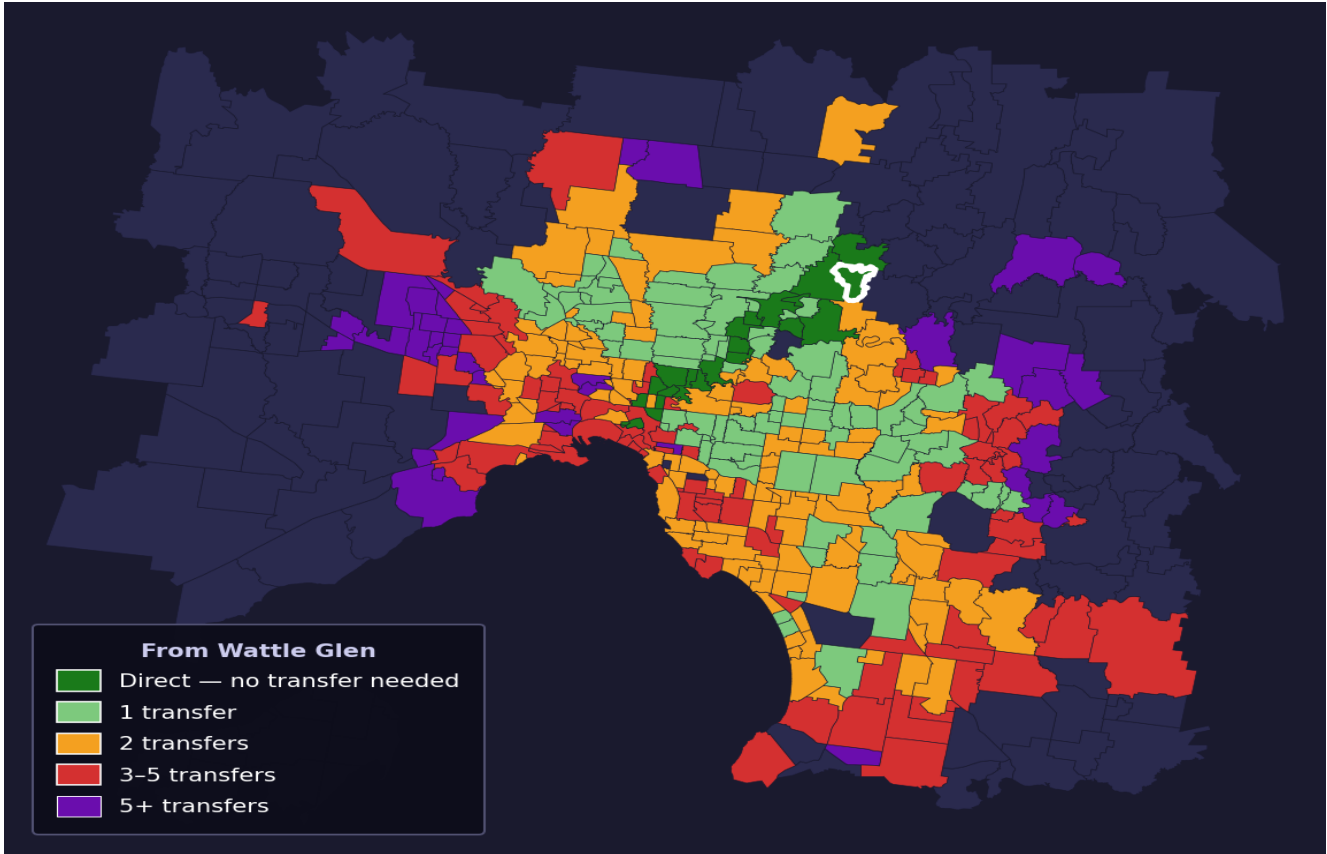 From Wattle Glen
Direct — no transfer needed
1 transfer
2 transfers
3–5 transfers
5+ transfers